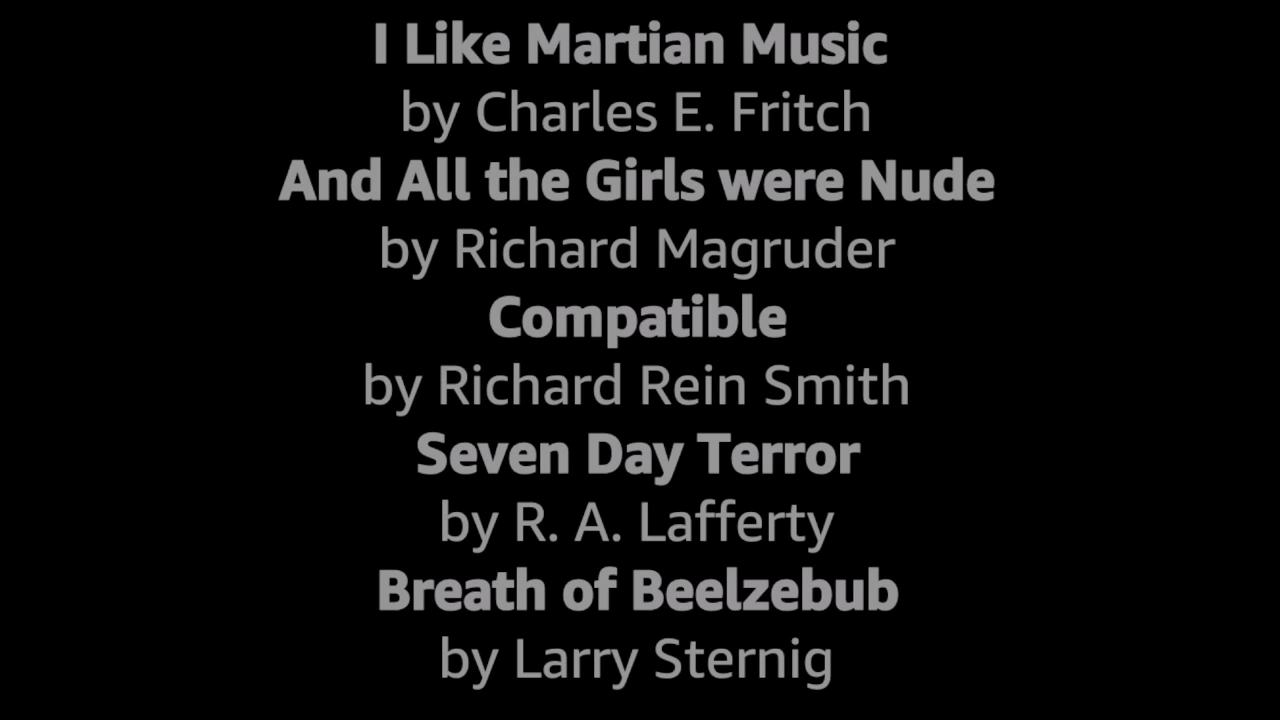 I Like Martian Music
by Charles E. Fritch
And All the Girls were Nude
by Richard Magruder
Compatible
by Richard Rein Smith
Seven Day Terror
by R. A. Lafferty
Breath of Beelzebub
by Larry Sternig